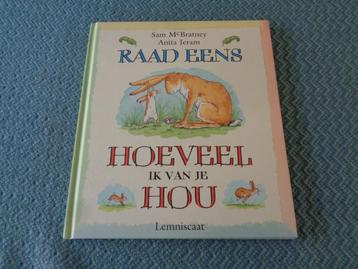 Sam McBratney
Anita Jeram
RAAD EENS
HOEVEEL
IK VAN JE
HOU
Lemniscaat